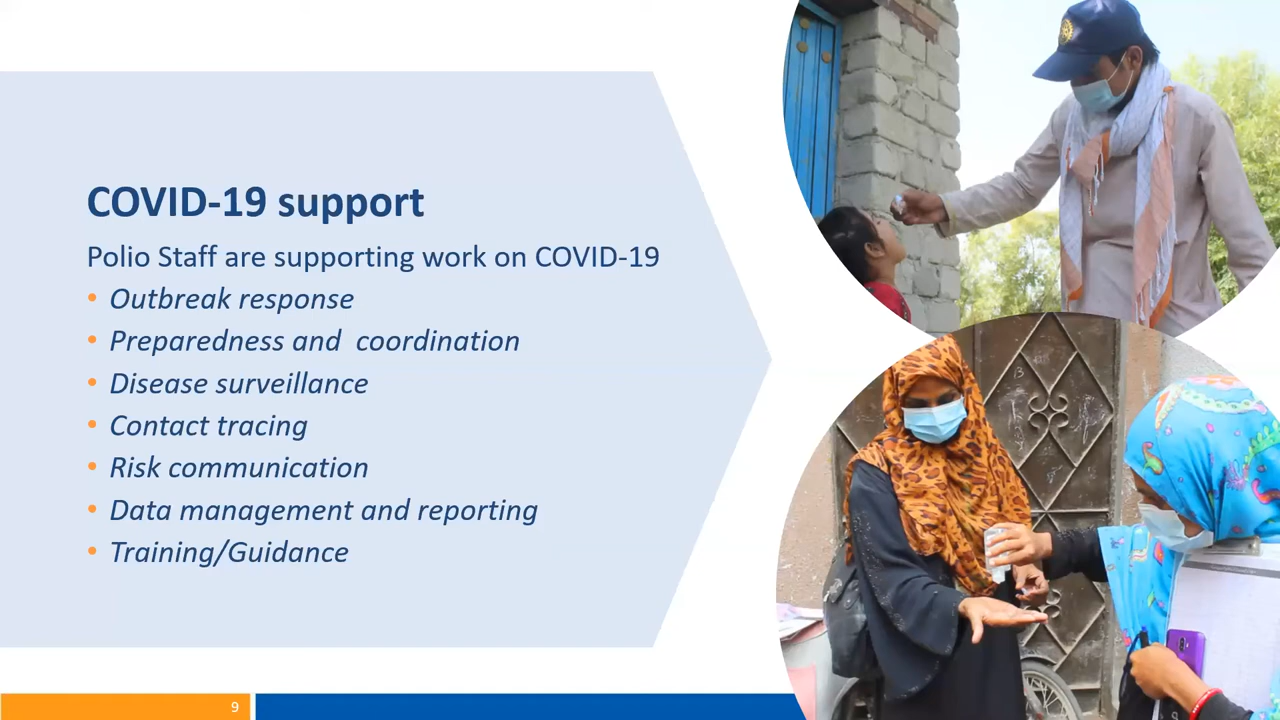 COVID-19 support
Polio Staff are supporting work on COVID-19
• Outbreak response
• Preparedness and  coordination
• Disease surveillance
• Contact tracing
• Risk communication
• Data management and reporting
• Training/Guidance
9